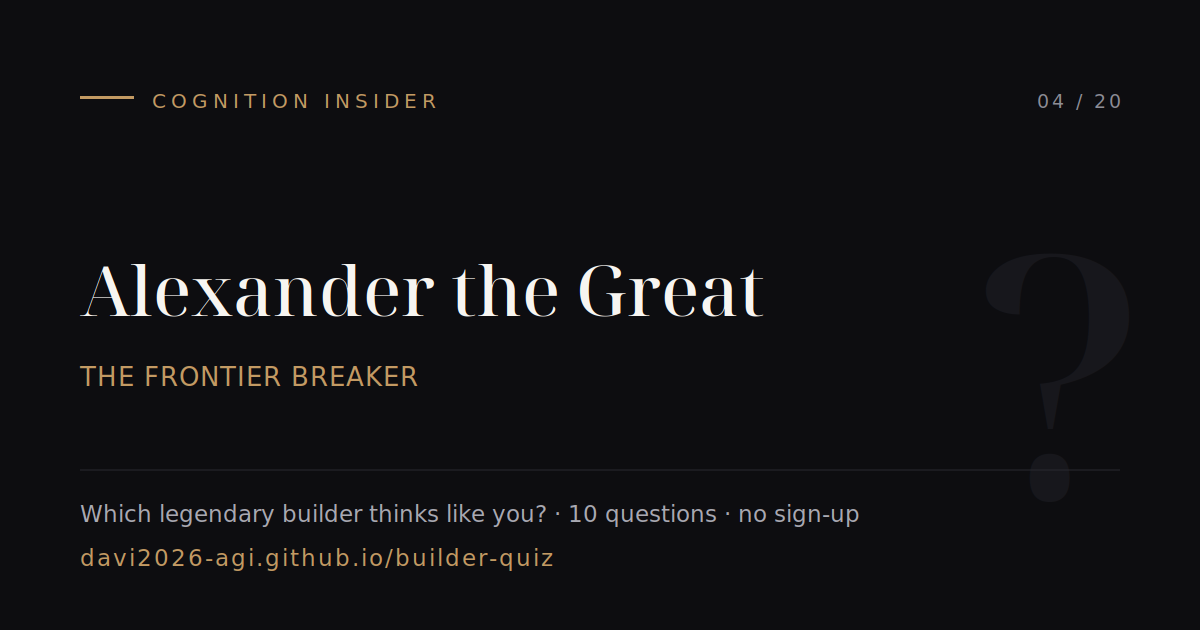 COGNITION INSIDER
04 / 20
Alexander the Great
THE FRONTIER BREAKER
?
Which legendary builder thinks like you? · 10 questions · no sign-up
davi2026-agi.github.io/builder-quiz